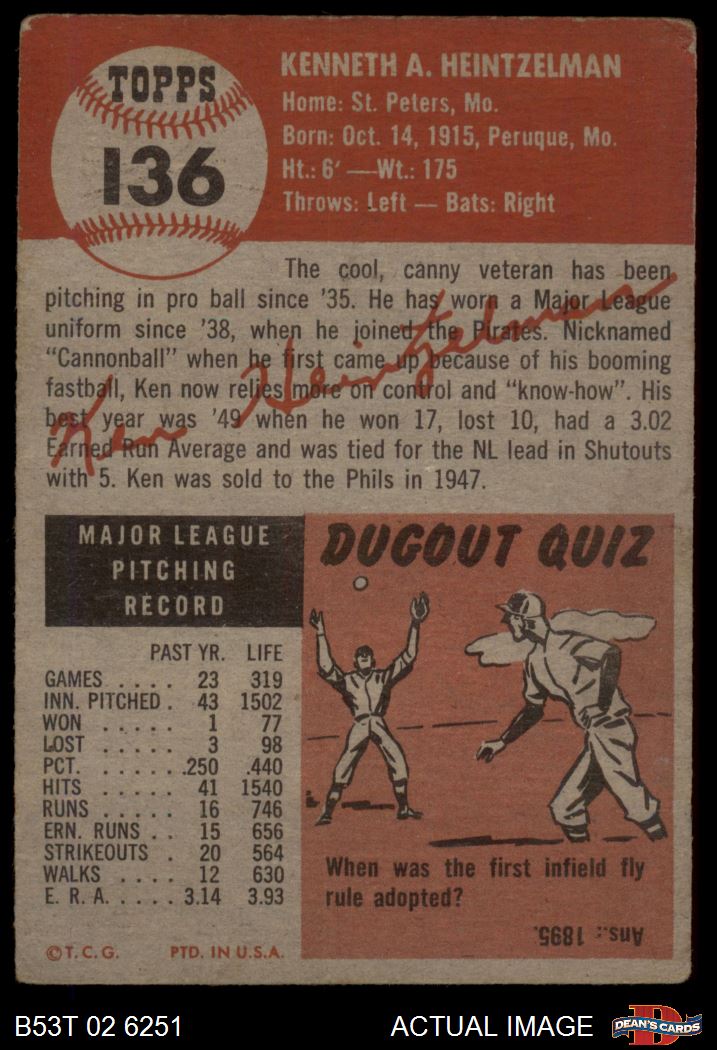 TOPPS
136
KENNETH A. HEINTZELMAN
Home: St. Peters, Mo.
Born: Oct. 14, 1915, Peruque, Mo.
Ht.: 6' — Wt.: 175
Throws: Left — Bats: Right
The cool, canny veteran has been
pitching in pro ball since '35. He has worn a Major League
uniform since '38, when he joined the Pirates. Nicknamed
"Cannonball" when he first came up because of his booming
fastball, Ken now relies more on control and "know-how". His
best year was '49 when he won 17, lost 10, had a 3.02
Earned Run Average and was tied for the NL lead in Shutouts
with 5. Ken was sold to the Phils in 1947.
Ken Heintzelman
MAJOR LEAGUE
PITCHING
RECORD
PAST YR. LIFE
GAMES . . . . . 23 319
INN. PITCHED . 43 1502
WON . . . . . 1 77
LOST . . . . . 3 98
PCT. . . . . . .250 .440
HITS . . . . . 41 1540
RUNS . . . . . 16 746
ERN. RUNS . . 15 656
STRIKEOUTS . 20 564
WALKS . . . . 12 630
E. R. A. . . . . 3.14 3.93
© T. C. G. PTD. IN U.S.A.
DUGOUT QUIZ
When was the first infield fly
rule adopted?
Ans.: 1895.
B53T 02 6251
ACTUAL IMAGE
D
DEAN'S CARDS